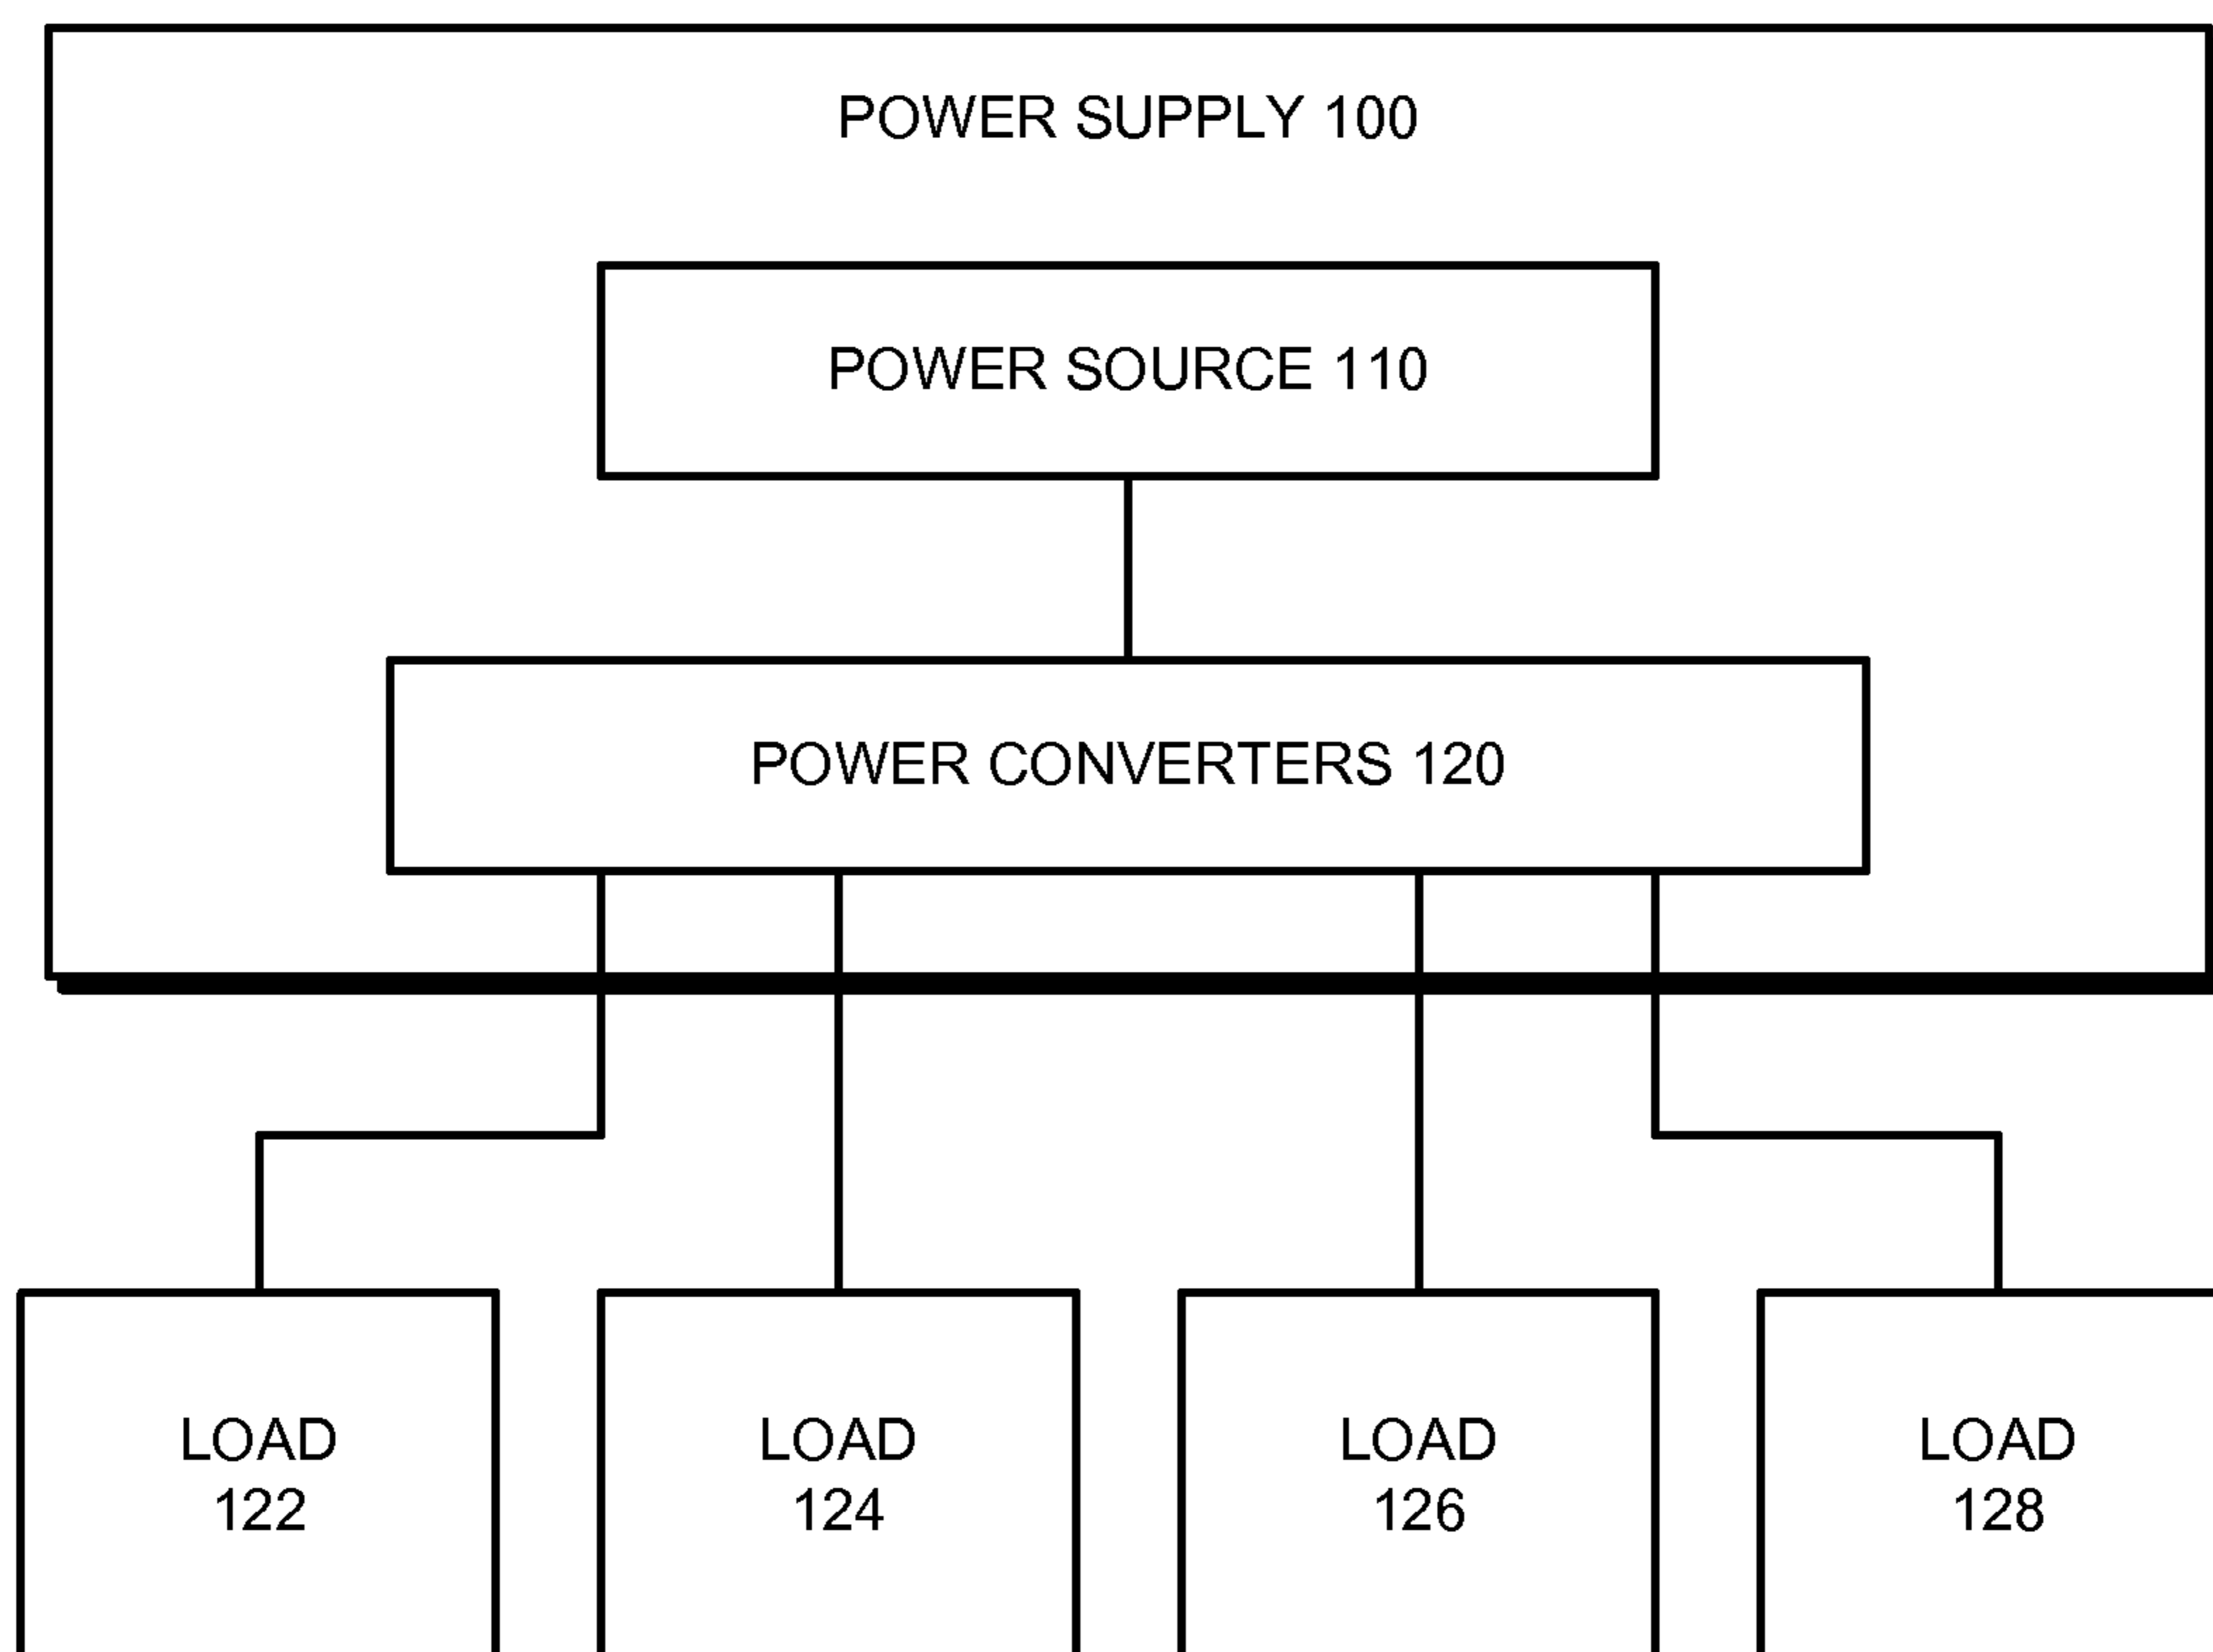 POWER SUPPLY 100
POWER SOURCE 110
POWER CONVERTERS 120
LOAD
122
LOAD
124
LOAD
126
LOAD
128